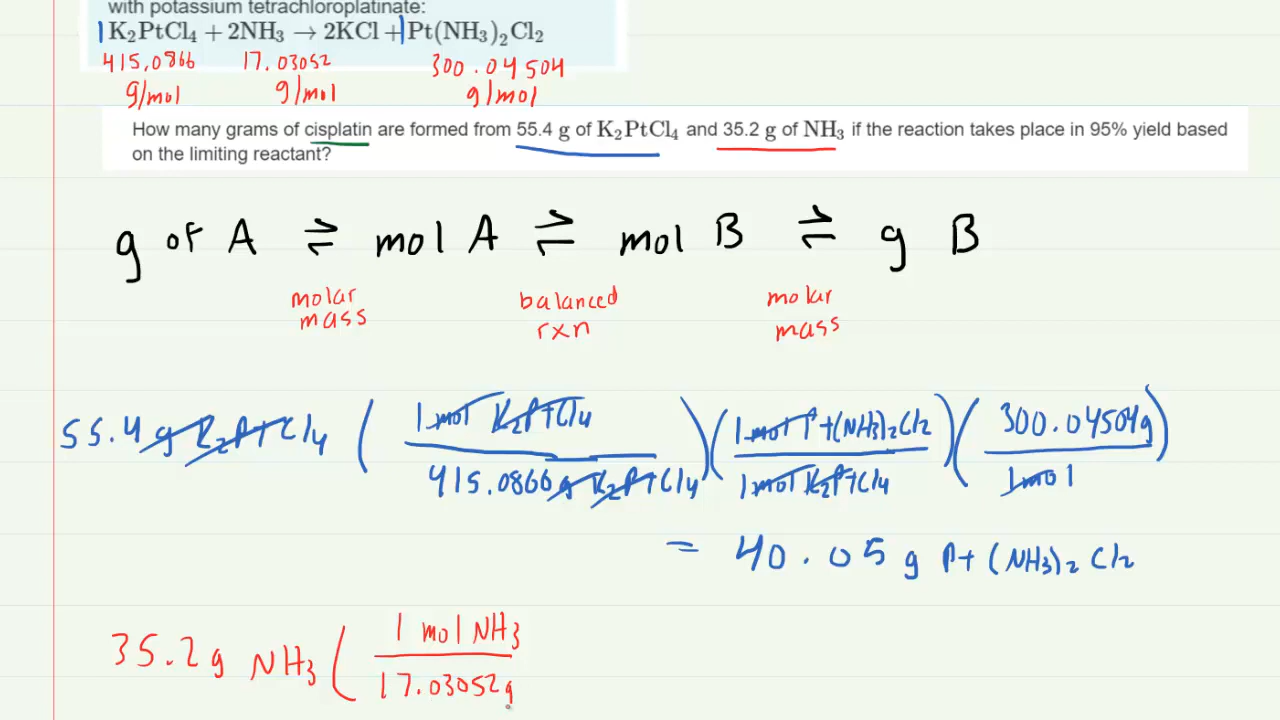 with potassium tetrachloroplatinate:
1K₂PtCl₄ + 2NH₃ → 2KCl + 1Pt(NH₃)₂Cl₂
415.0866 17.03052 300.04504
g/mol g/mol g/mol
How many grams of cisplatin are formed from 55.4 g of K₂PtCl₄ and 35.2 g of NH₃ if the reaction takes place in 95% yield based
on the limiting reactant?
g of A ⇌ mol A ⇌ mol B ⇌ g B
molar balanced molar
mass rxn mass
55.4 g K₂PtCl₄ (1 mol K₂PtCl₄ / 415.0866 g K₂PtCl₄) (1 mol Pt(NH₃)₂Cl₂ / 1 mol K₂PtCl₄) (300.04504 g / 1 mol)
= 40.05 g Pt(NH₃)₂Cl₂
35.2 g NH₃ (1 mol NH₃ / 17.03052 g